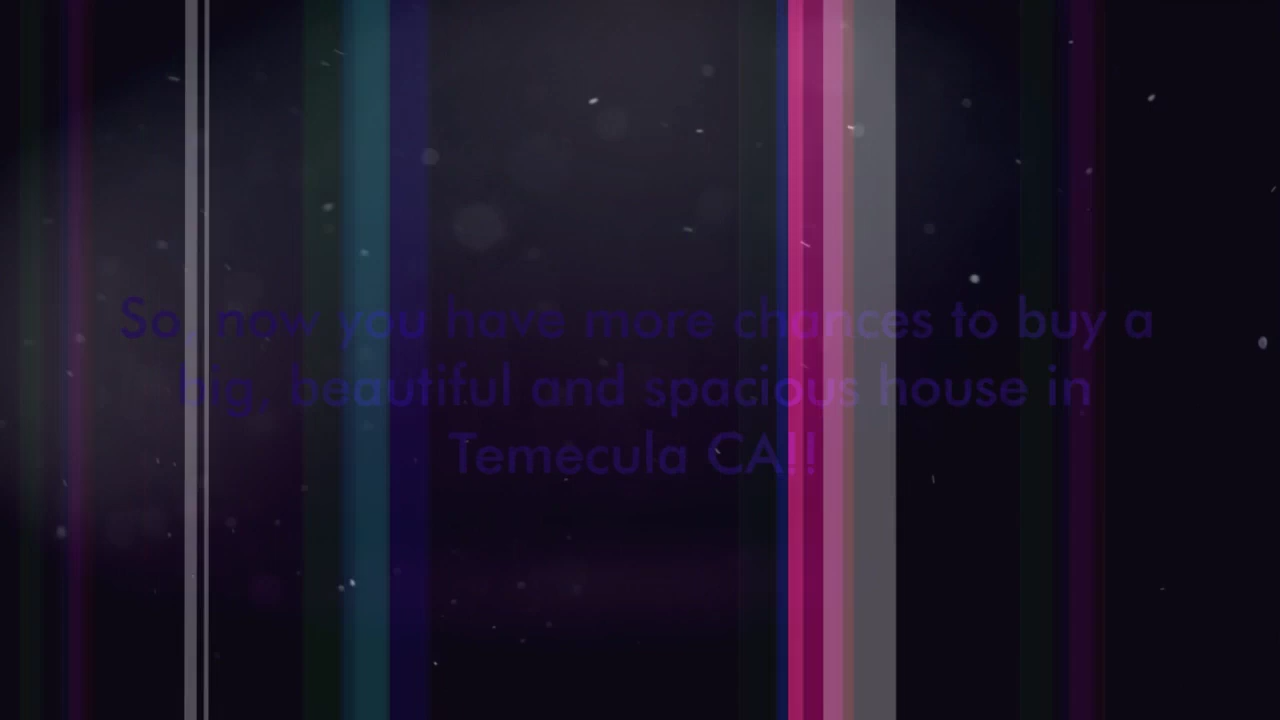 So, now you have more chances to buy a
big, beautiful and spacious house in
Temecula CA!!